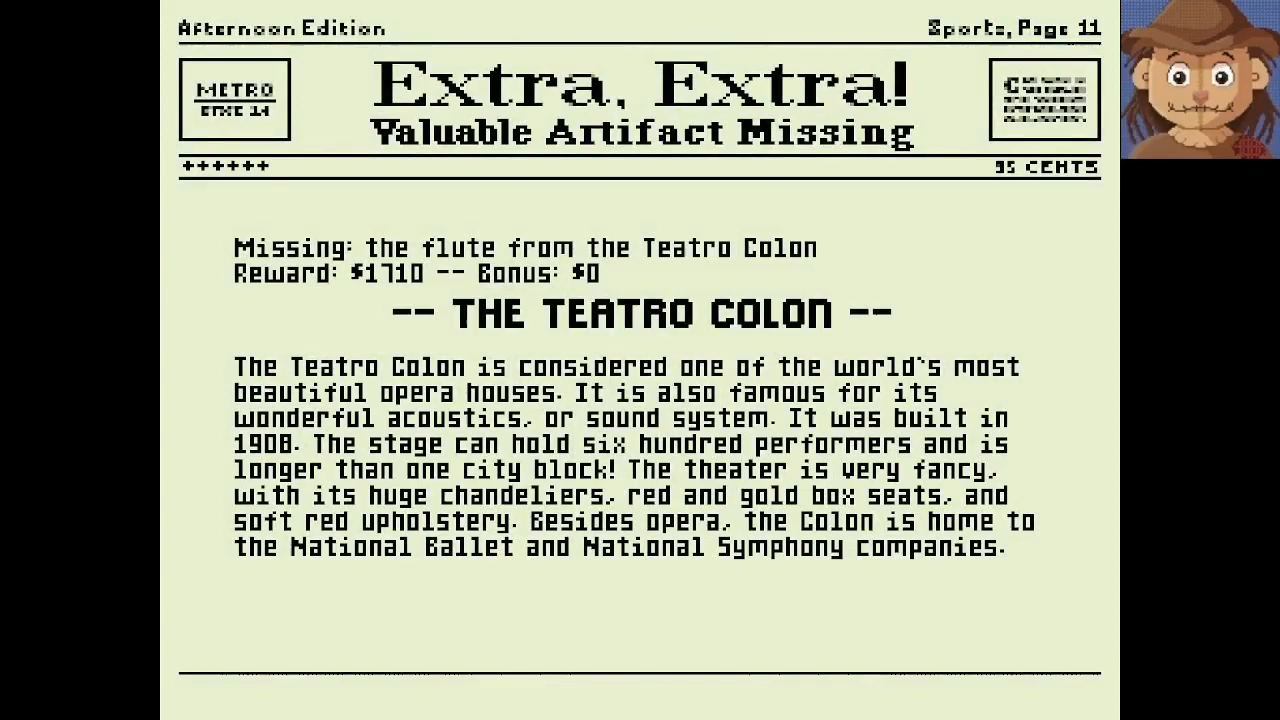 Afternoon Edition
Sports, Page 11
METRO
Extra, Extra!
Valuable Artifact Missing
++++++
95 CENTS
Missing: the flute from the Teatro Colon
Reward: $1710 -- Bonus: $0
-- THE TEATRO COLON --
The Teatro Colon is considered one of the world's most
beautiful opera houses. It is also famous for its
wonderful acoustics, or sound system. It was built in
1908. The stage can hold six hundred performers and is
longer than one city block! The theater is very fancy,
with its huge chandeliers, red and gold box seats, and
soft red upholstery. Besides opera, the Colon is home to
the National Ballet and National Symphony companies.